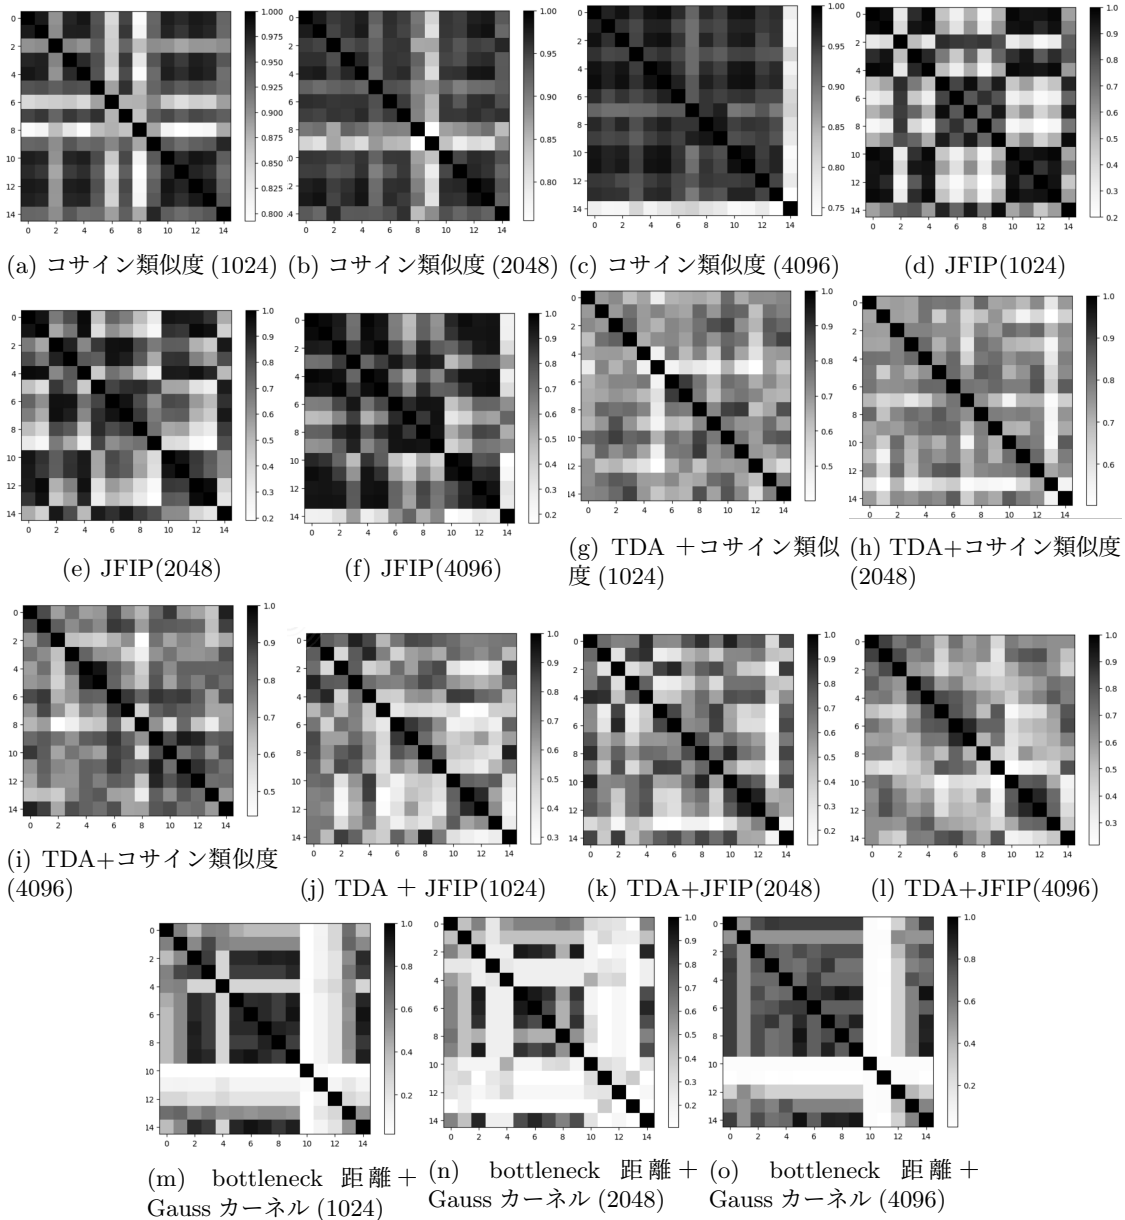 (a) コサイン類似度 (1024)
(b) コサイン類似度 (2048)
(c) コサイン類似度 (4096)
(d) JFIP(1024)
(e) JFIP(2048)
(f) JFIP(4096)
(g) TDA ＋コサイン類似
度 (1024)
(h) TDA+コサイン類似度
(2048)
(i) TDA+コサイン類似度
(4096)
(j) TDA ＋ JFIP(1024)
(k) TDA+JFIP(2048)
(l) TDA+JFIP(4096)
(m) bottleneck 距離＋
Gauss カーネル (1024)
(n) bottleneck 距離＋
Gauss カーネル (2048)
(o) bottleneck 距離＋
Gauss カーネル (4096)